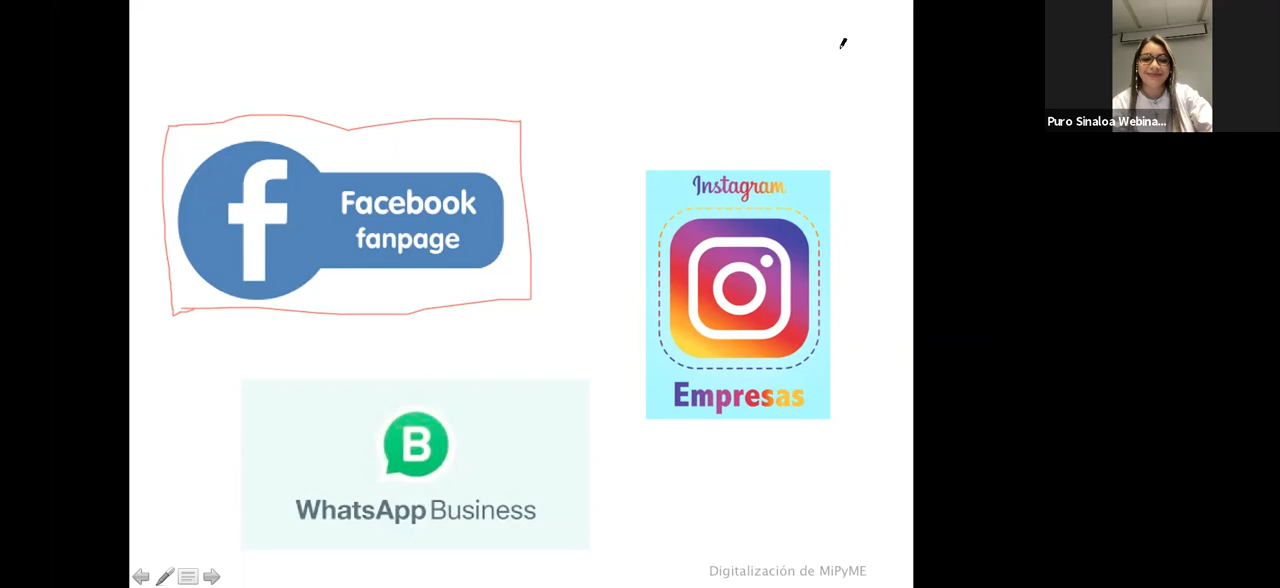 Puro Sinaloa Webina...
Facebook
fanpage
Instagram
Empresas
B
WhatsApp Business
Digitalización de MiPyME